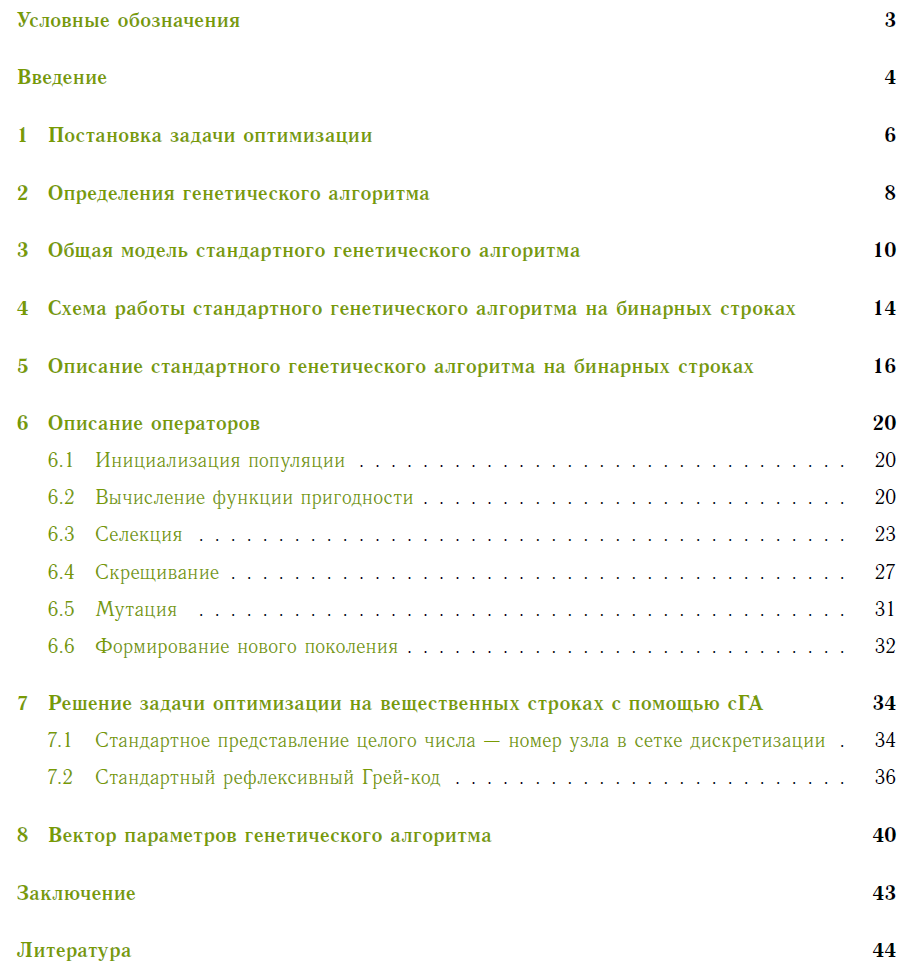 Условные обозначения 3
Введение 4
1 Постановка задачи оптимизации 6
2 Определения генетического алгоритма 8
3 Общая модель стандартного генетического алгоритма 10
4 Схема работы стандартного генетического алгоритма на бинарных строках 14
5 Описание стандартного генетического алгоритма на бинарных строках 16
6 Описание операторов 20
6.1 Инициализация популяции . . . . . . . . . . . . . . . . . . . . . . . . . . . . . . . 20
6.2 Вычисление функции пригодности . . . . . . . . . . . . . . . . . . . . . . . . . . . 20
6.3 Селекция . . . . . . . . . . . . . . . . . . . . . . . . . . . . . . . . . . . . . . . . . 23
6.4 Скрещивание . . . . . . . . . . . . . . . . . . . . . . . . . . . . . . . . . . . . . . . 27
6.5 Мутация . . . . . . . . . . . . . . . . . . . . . . . . . . . . . . . . . . . . . . . . . 31
6.6 Формирование нового поколения . . . . . . . . . . . . . . . . . . . . . . . . . . . . 32
7 Решение задачи оптимизации на вещественных строках с помощью сГА 34
7.1 Стандартное представление целого числа — номер узла в сетке дискретизации . 34
7.2 Стандартный рефлексивный Грей-код . . . . . . . . . . . . . . . . . . . . . . . . . 36
8 Вектор параметров генетического алгоритма 40
Заключение 43
Литература 44